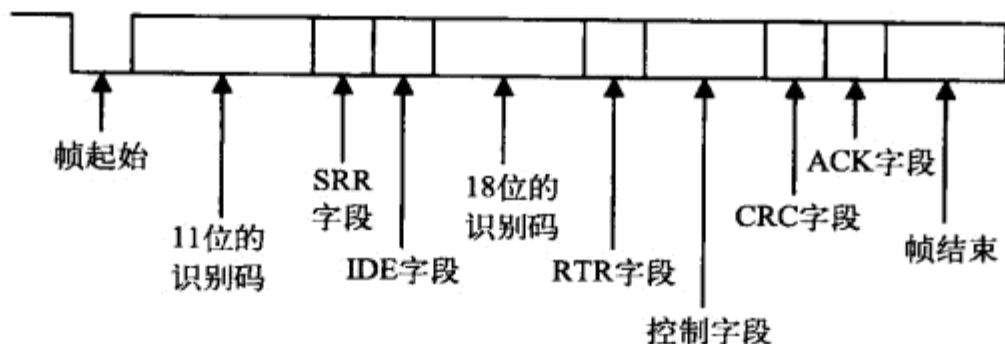 帧起始
11位的
识别码
SRR
字段
IDE字段
18位的
识别码
RTR字段
控制字段
CRC字段
ACK字段
帧结束